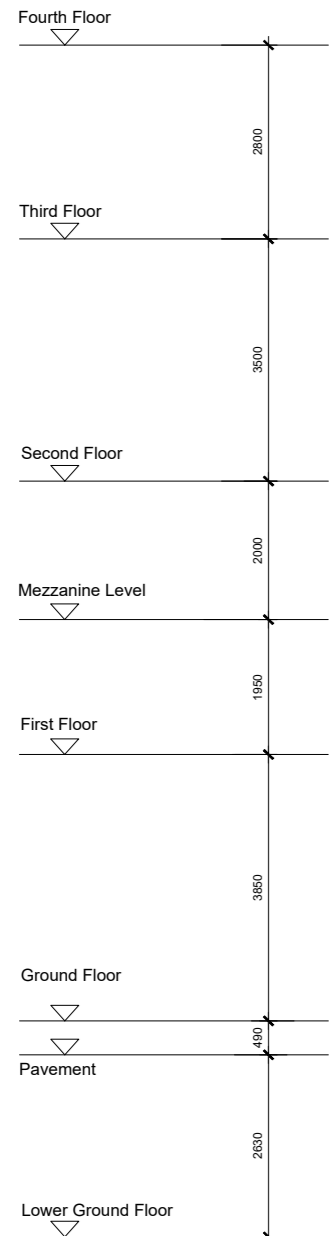 Fourth Floor
2800
Third Floor
3500
Second Floor
2000
Mezzanine Level
1950
First Floor
3850
Ground Floor
490
Pavement
2630
Lower Ground Floor